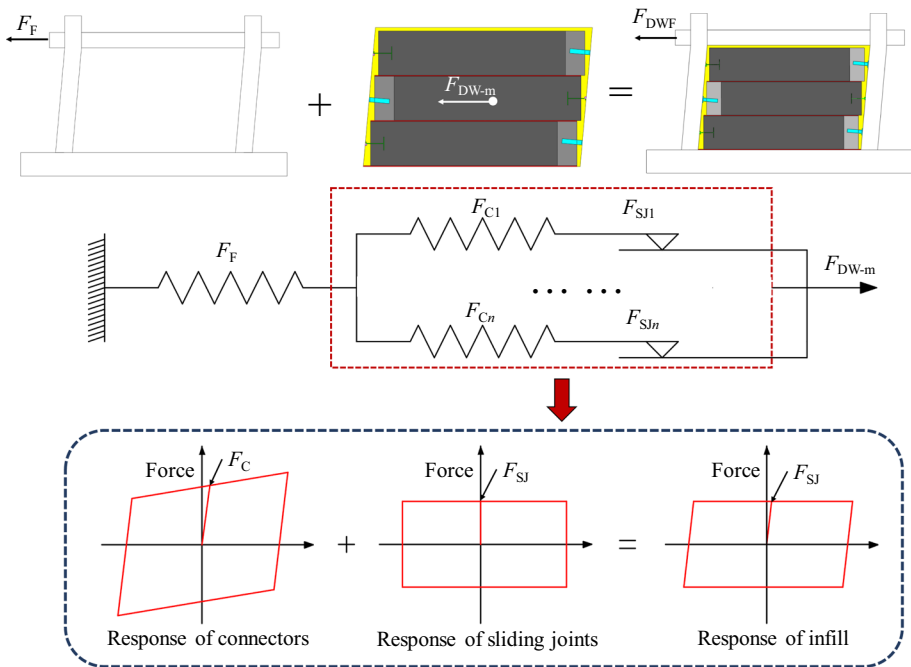 F_F
F_DW-m
F_DWF
+
=
F_C1
F_SJ1
F_F
F_DW-m
F_Cn
F_SJn
Force
F_C
Force
F_SJ
Force
F_SJ
+
=
Response of connectors
Response of sliding joints
Response of infill